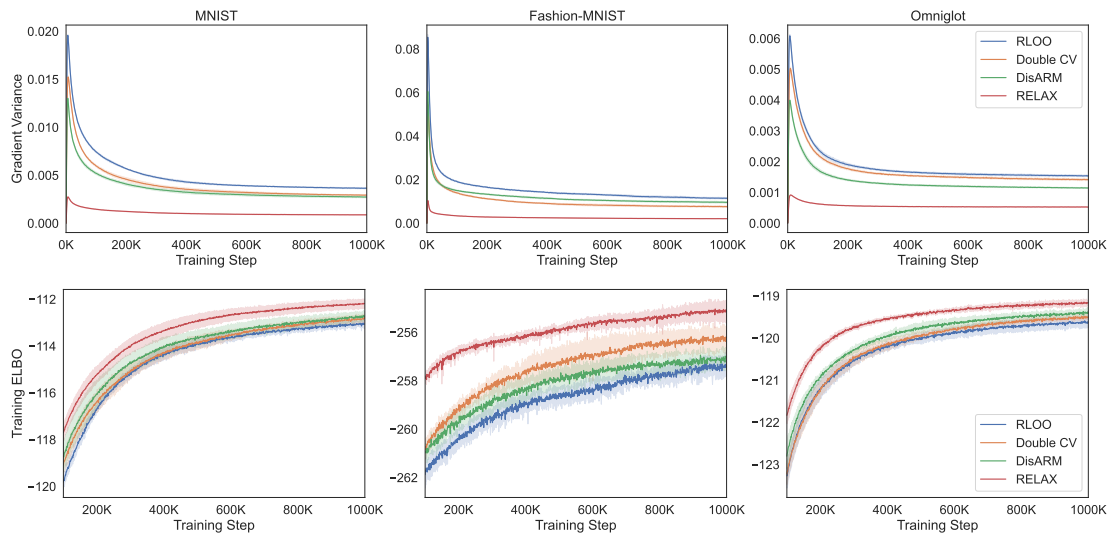 MNIST
Fashion-MNIST
Omniglot
Gradient Variance
0.020
0.015
0.010
0.005
0.000
0K 200K 400K 600K 800K 1000K
Training Step
0.08
0.06
0.04
0.02
0.00
0K 200K 400K 600K 800K 1000K
Training Step
0.006
0.005
0.004
0.003
0.002
0.001
0.000
0K 200K 400K 600K 800K 1000K
Training Step
RLOO
Double CV
DisARM
RELAX
Training ELBO
−112
−114
−116
−118
−120
200K 400K 600K 800K 1000K
Training Step
−256
−258
−260
−262
200K 400K 600K 800K 1000K
Training Step
−119
−120
−121
−122
−123
200K 400K 600K 800K 1000K
Training Step
RLOO
Double CV
DisARM
RELAX